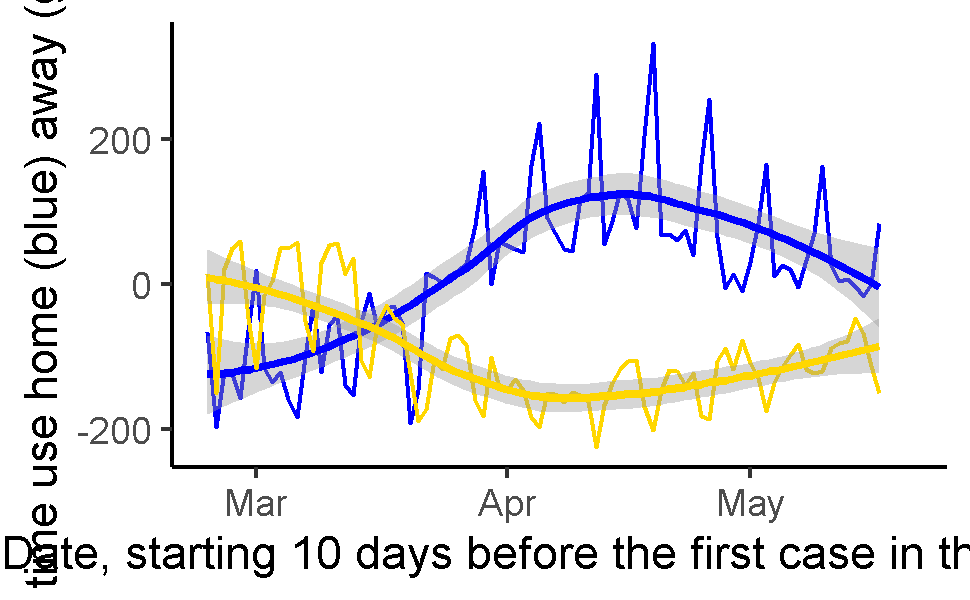 time use home (blue) away (
200
0
-200
Mar Apr May
Date, starting 10 days before the first case in th